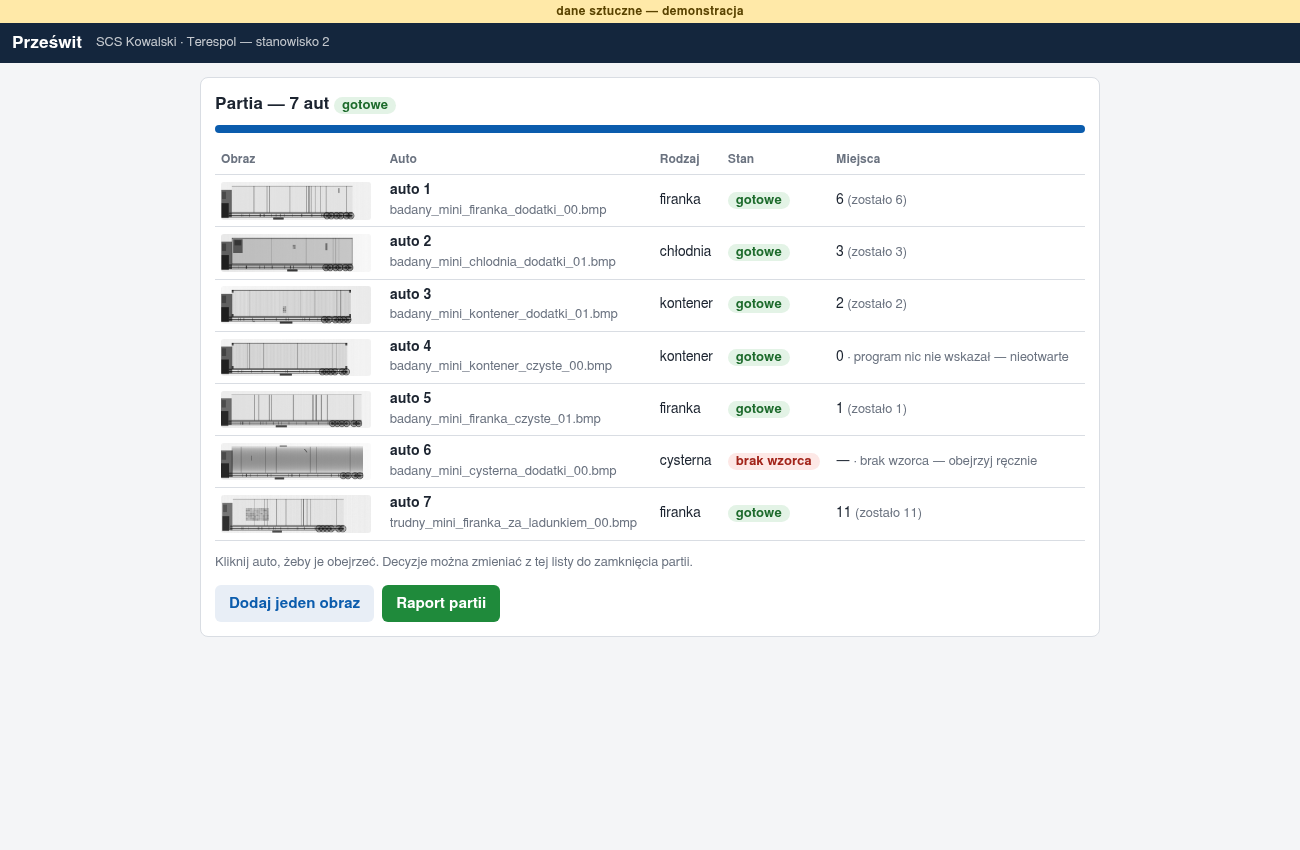 dane sztuczne — demonstracja
Prześwit SCS Kowalski · Terespol — stanowisko 2
Partia — 7 aut gotowe
Obraz Auto Rodzaj Stan Miejsca
auto 1
badany_mini_firanka_dodatki_00.bmp
firanka gotowe 6 (zostało 6)
auto 2
badany_mini_chlodnia_dodatki_01.bmp
chłodnia gotowe 3 (zostało 3)
auto 3
badany_mini_kontener_dodatki_01.bmp
kontener gotowe 2 (zostało 2)
auto 4
badany_mini_kontener_czyste_00.bmp
kontener gotowe 0 · program nic nie wskazał — nieotwarte
auto 5
badany_mini_firanka_czyste_01.bmp
firanka gotowe 1 (zostało 1)
auto 6
badany_mini_cysterna_dodatki_00.bmp
cysterna brak wzorca — · brak wzorca — obejrzyj ręcznie
auto 7
trudny_mini_firanka_za_ladunkiem_00.bmp
firanka gotowe 11 (zostało 11)
Kliknij auto, żeby je obejrzeć. Decyzje można zmieniać z tej listy do zamknięcia partii.
Dodaj jeden obraz Raport partii